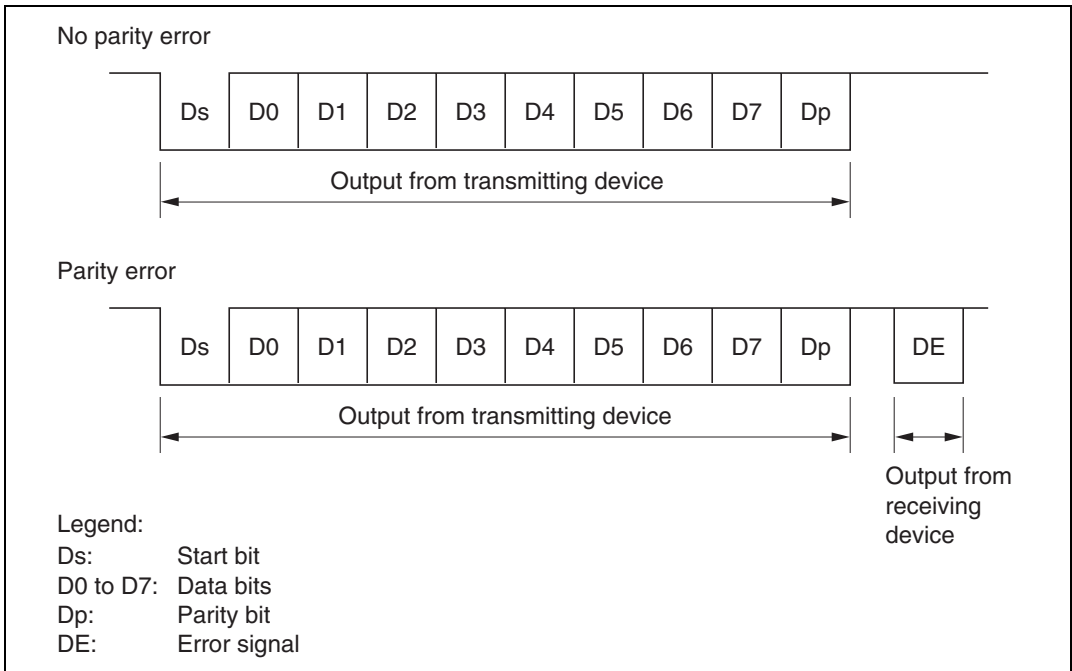 No parity error
Ds D0 D1 D2 D3 D4 D5 D6 D7 Dp
Output from transmitting device
Parity error
Ds D0 D1 D2 D3 D4 D5 D6 D7 Dp DE
Output from transmitting device
Output from
receiving
device
Legend:
Ds: Start bit
D0 to D7: Data bits
Dp: Parity bit
DE: Error signal